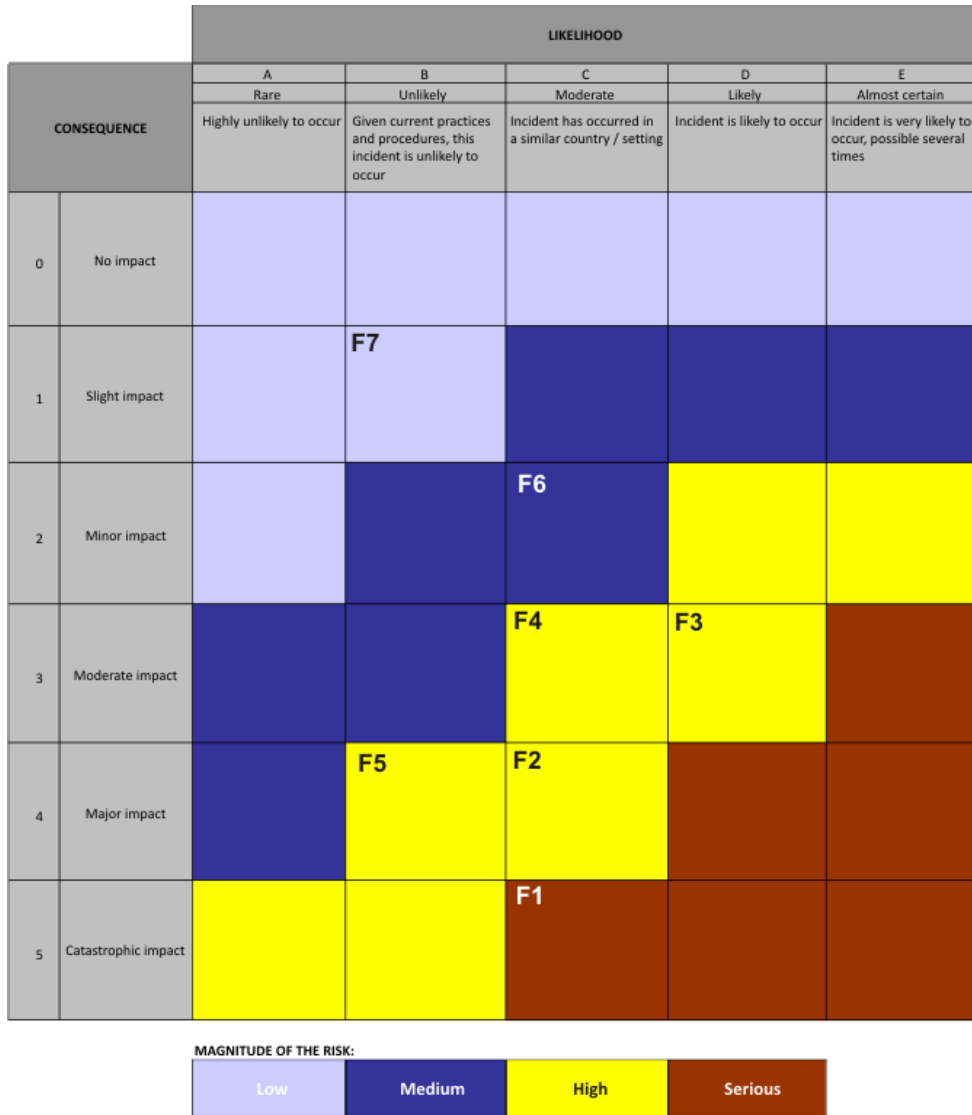 LIKELIHOOD
CONSEQUENCE
A
B
C
D
E
Rare
Unlikely
Moderate
Likely
Almost certain
Highly unlikely to occur
Given current practices
and procedures, this
incident is unlikely to
occur
Incident has occurred in
a similar country / setting
Incident is likely to occur
Incident is very likely to
occur, possible several
times
0
No impact
1
Slight impact
F7
2
Minor impact
F6
3
Moderate impact
F4
F3
4
Major impact
F5
F2
5
Catastrophic impact
F1
MAGNITUDE OF THE RISK:
Low
Medium
High
Serious